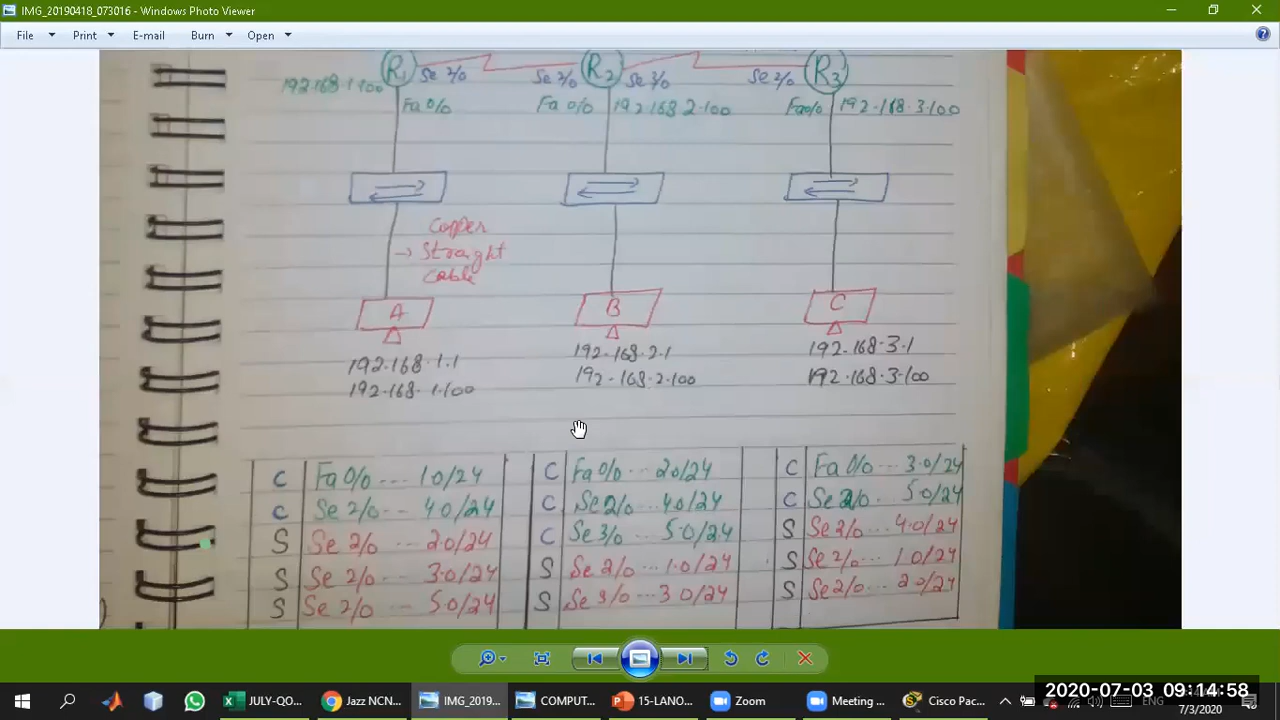 IMG_20190418_073016 - Windows Photo Viewer
File Print E-mail Burn Open
R1 Se 2/0 Se 2/0 R2 Se 3/0 Se 2/0 R3
192.168.1.100 Fa 0/0 Fa 0/0 192.168.2.100 Fa 0/0 192.168.3.100
Copper
→ Straight
Cable
A B C
192.168.1.1 192.168.2.1 192.168.3.1
192.168.1.100 192.168.2.100 192.168.3.100
C Fa 0/0 ... 1.0/24 C Fa 0/0 ... 2.0/24 C Fa 0/0 ... 3.0/24
C Se 2/0 ... 4.0/24 C Se 2/0 ... 4.0/24 C Se 2/0 ... 5.0/24
S Se 2/0 ... 2.0/24 C Se 3/0 ... 5.0/24 S Se 2/0 ... 4.0/24
S Se 2/0 ... 3.0/24 S Se 2/0 ... 1.0/24 S Se 2/0 ... 1.0/24
S Se 2/0 ... 5.0/24 S Se 3/0 ... 3.0/24 S Se 2/0 ... 2.0/24
JULY-QO... Jazz NCN... IMG_2019... COMPUT... 15-LANO... Zoom Meeting ... Cisco Pac... ENG
2020-07-03 09:14:58
7/3/2020